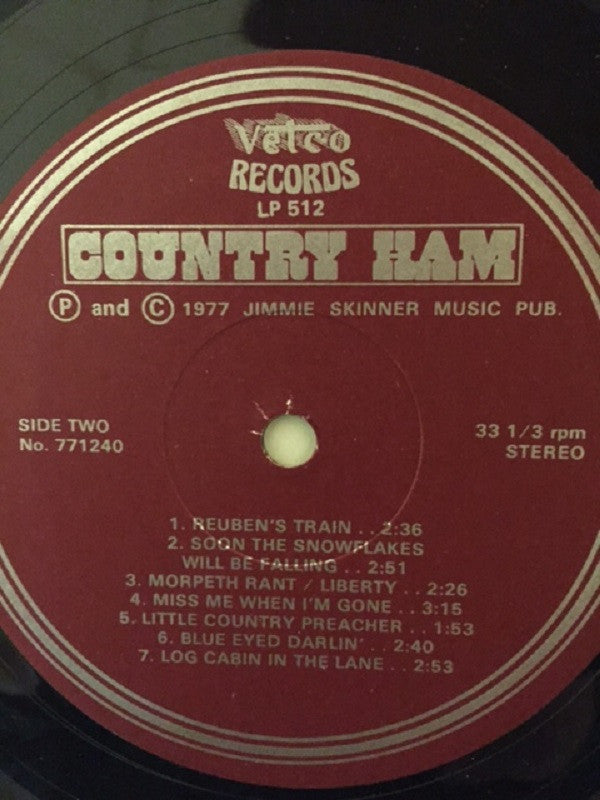 Vetco
RECORDS
LP 512
COUNTRY HAM
Ⓟ and Ⓒ 1977 JIMMIE SKINNER MUSIC PUB.
SIDE TWO
No. 771240
33 1/3 rpm
STEREO
1. REUBEN'S TRAIN . . 2:36
2. SOON THE SNOWFLAKES
WILL BE FALLING . . 2:51
3. MORPETH RANT / LIBERTY . . 2:26
4. MISS ME WHEN I'M GONE . . 3:15
5. LITTLE COUNTRY PREACHER . . 1:53
6. BLUE EYED DARLIN' . . 2:40
7. LOG CABIN IN THE LANE . . 2:53